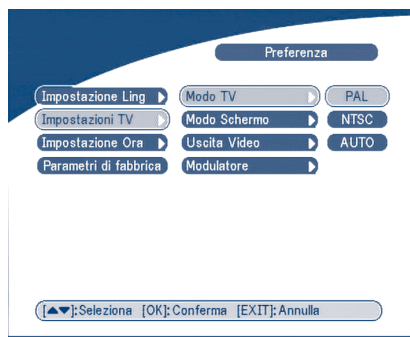 Preferenza
Impostazione Ling Modo TV PAL
Impostazioni TV Modo Schermo NTSC
Impostazione Ora Uscita Video AUTO
Parametri di fabbrica Modulatore
[▲▼]:Seleziona [OK]:Conferma [EXIT]:Annulla